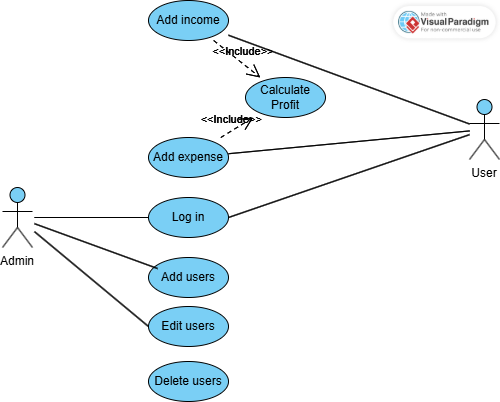 Made with
Visual Paradigm
For non-commercial use
Add income
<<Include>>
Calculate
Profit
<<Include>>
Add expense
User
Log in
Admin
Add users
Edit users
Delete users